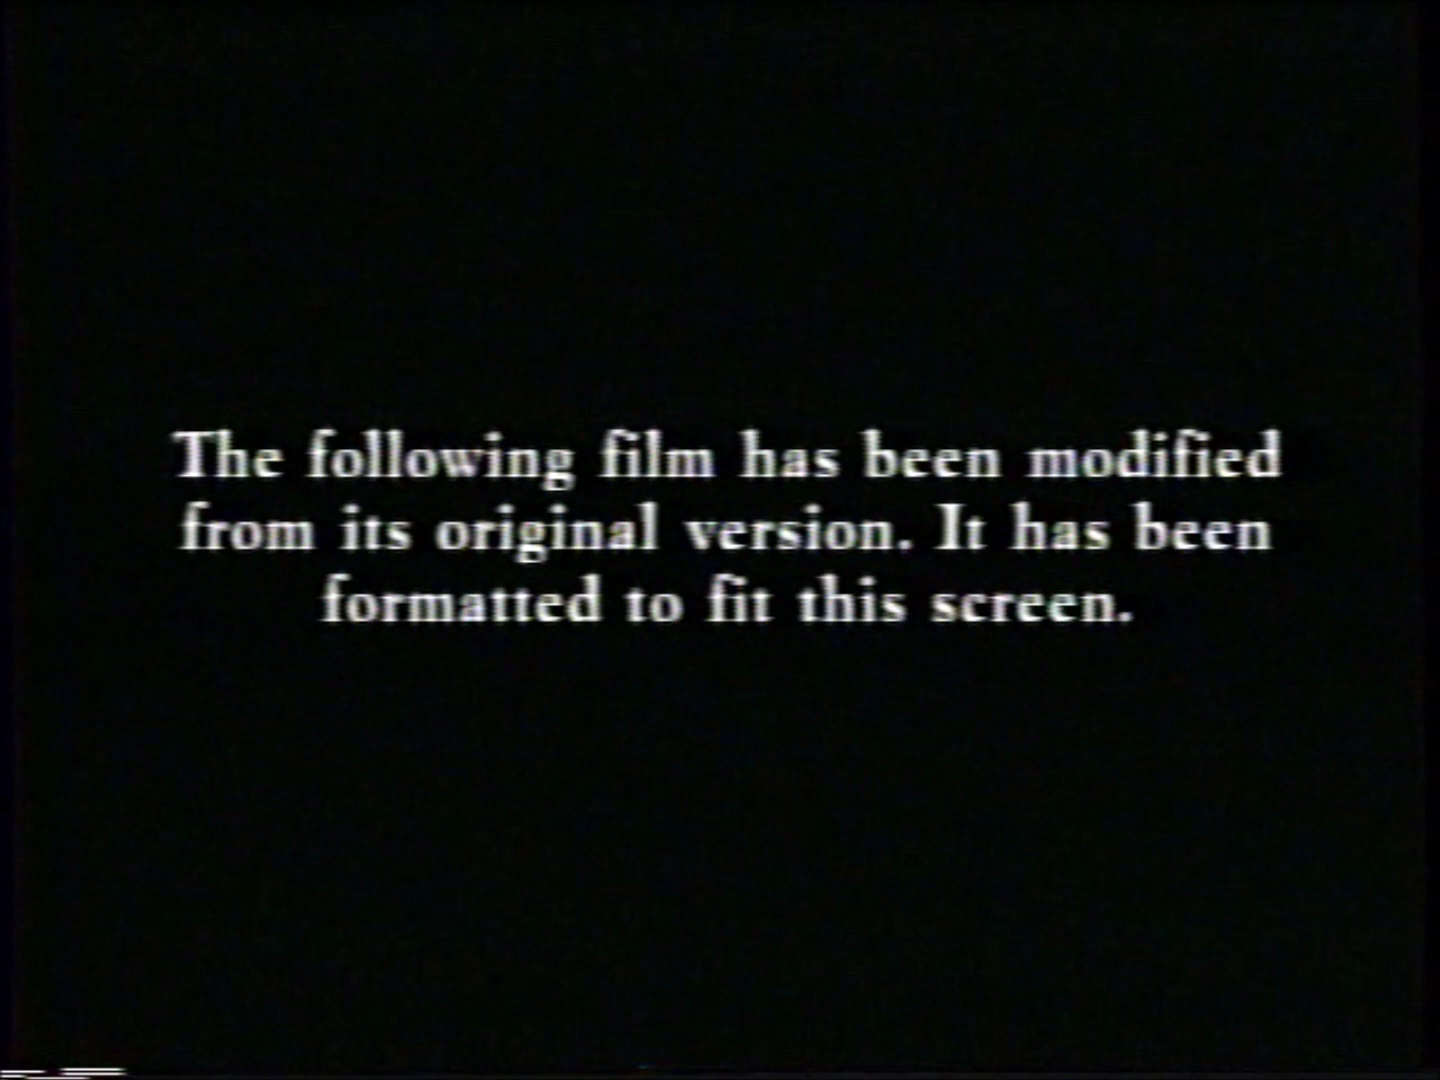 The following film has been modified
from its original version. It has been
formatted to fit this screen.